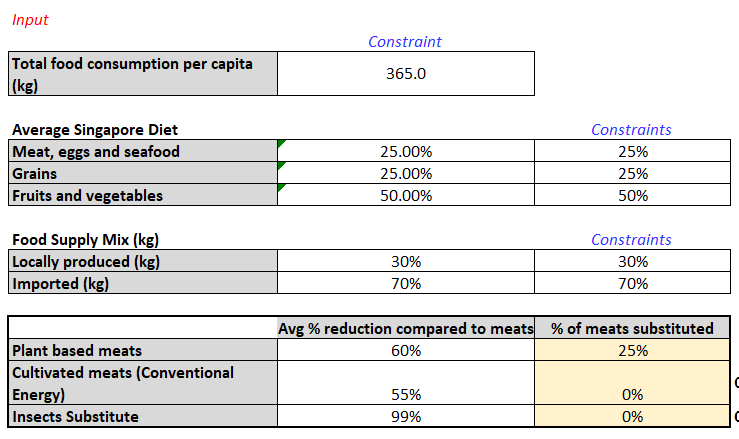 Input
Constraint
Total food consumption per capita (kg) 365.0
Average Singapore Diet Constraints
Meat, eggs and seafood 25.00% 25%
Grains 25.00% 25%
Fruits and vegetables 50.00% 50%
Food Supply Mix (kg) Constraints
Locally produced (kg) 30% 30%
Imported (kg) 70% 70%
Avg % reduction compared to meats % of meats substituted
Plant based meats 60% 25%
Cultivated meats (Conventional
Energy) 55% 0%
Insects Substitute 99% 0%